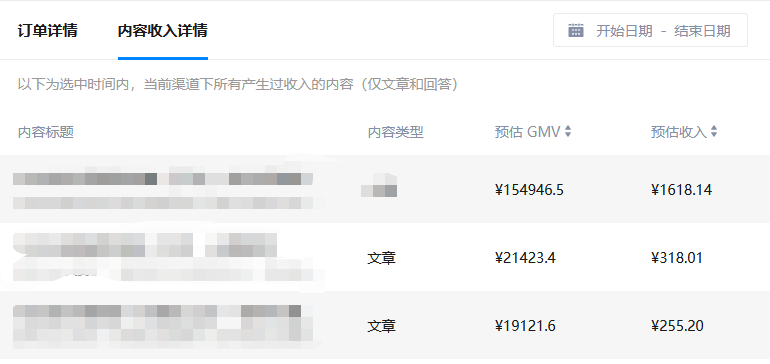 订单详情 内容收入详情 开始日期 - 结束日期
以下为选中时间内，当前渠道下所有产生过收入的内容（仅文章和回答）
内容标题 内容类型 预估 GMV 预估收入
¥154946.5 ¥1618.14
文章 ¥21423.4 ¥318.01
文章 ¥19121.6 ¥255.20